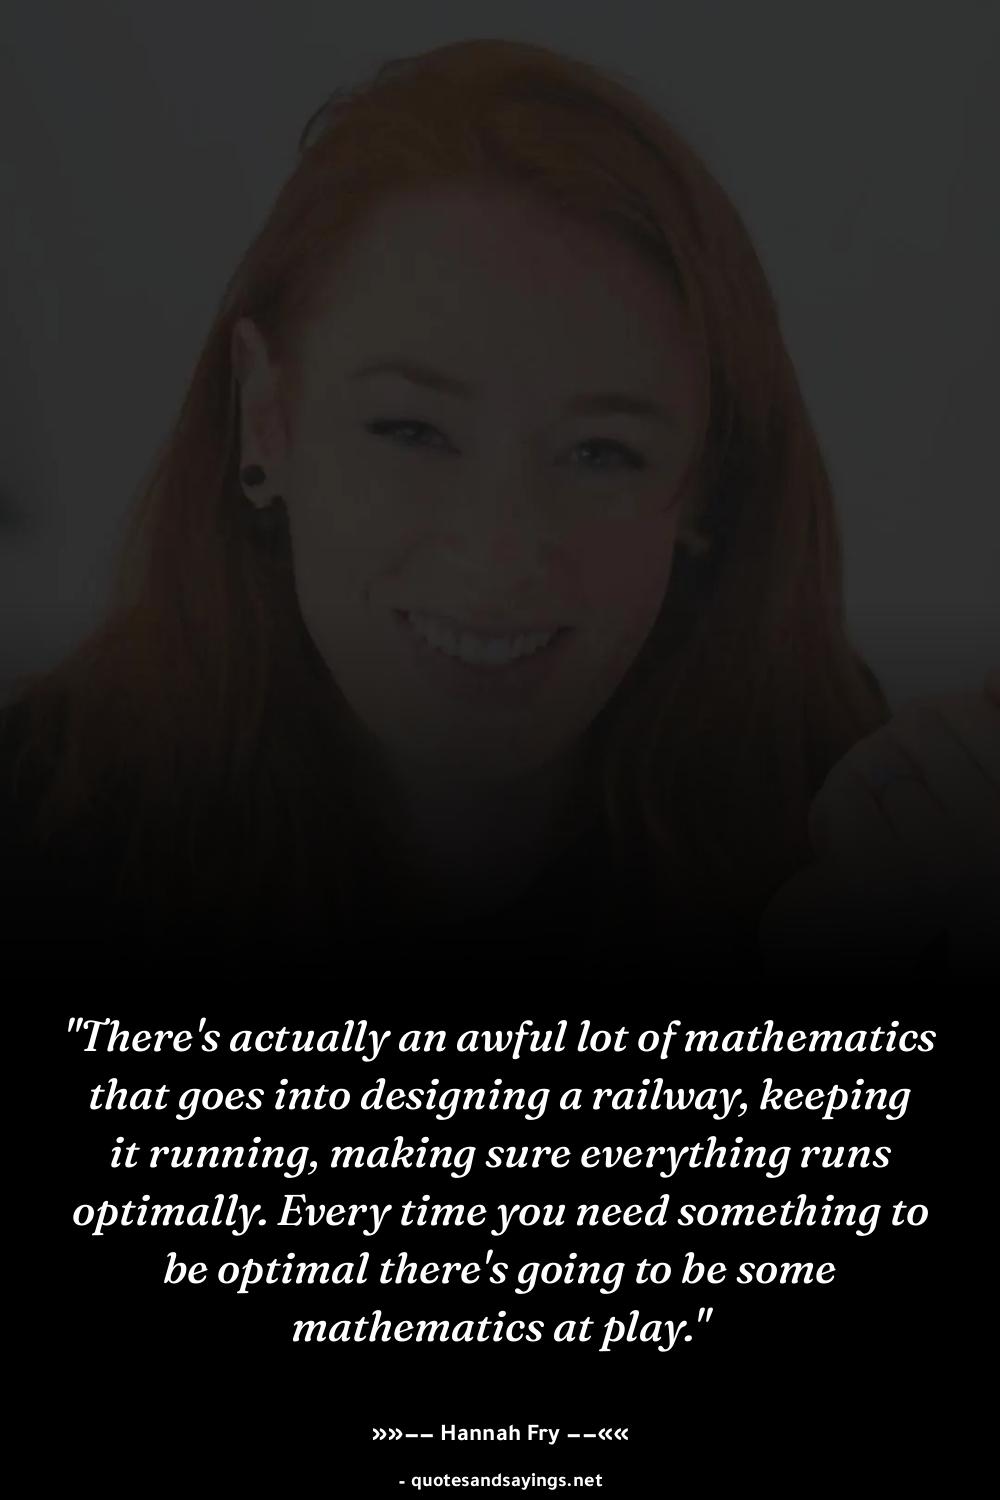 "There's actually an awful lot of mathematics
that goes into designing a railway, keeping
it running, making sure everything runs
optimally. Every time you need something to
be optimal there's going to be some
mathematics at play."
»»−− Hannah Fry −−««
- quotesandsayings.net